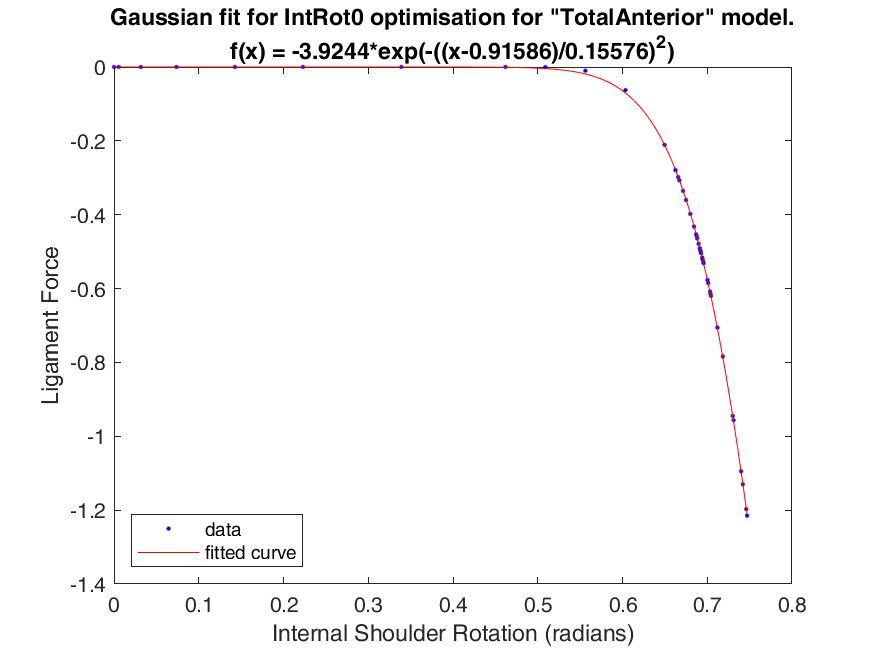 Gaussian fit for IntRot0 optimisation for "TotalAnterior" model.
f(x) = -3.9244*exp(-((x-0.91586)/0.15576)²)
0
-0.2
-0.4
-0.6
-0.8
-1
-1.2
-1.4
Ligament Force
data
fitted curve
0 0.1 0.2 0.3 0.4 0.5 0.6 0.7 0.8
Internal Shoulder Rotation (radians)